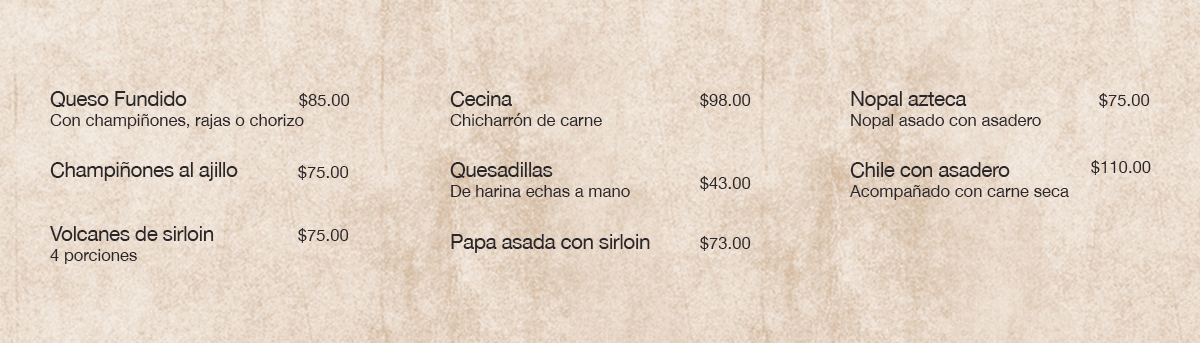 Queso Fundido $85.00
Con champiñones, rajas o chorizo
Champiñones al ajillo $75.00
Volcanes de sirloin $75.00
4 porciones
Cecina $98.00
Chicharrón de carne
Quesadillas
De harina echas a mano $43.00
Papa asada con sirloin $73.00
Nopal azteca $75.00
Nopal asado con asadero
Chile con asadero $110.00
Acompañado con carne seca